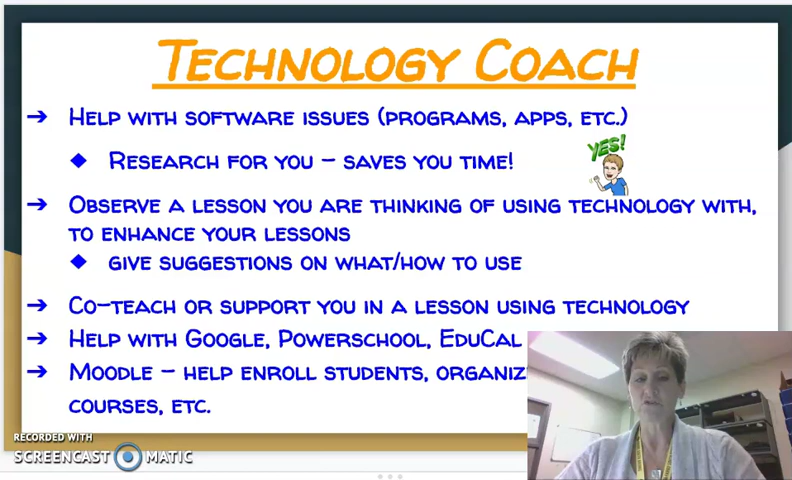 Technology Coach
➔ Help with software issues (programs, apps, etc.)
◆ Research for you - saves you time!
YES!
➔ Observe a lesson you are thinking of using technology with,
to enhance your lessons
◆ give suggestions on what/how to use
➔ Co-teach or support you in a lesson using technology
➔ Help with Google, Powerschool, EduCal
➔ Moodle - help enroll students,
courses, etc.
RECORDED WITH
SCREENCAST MATIC